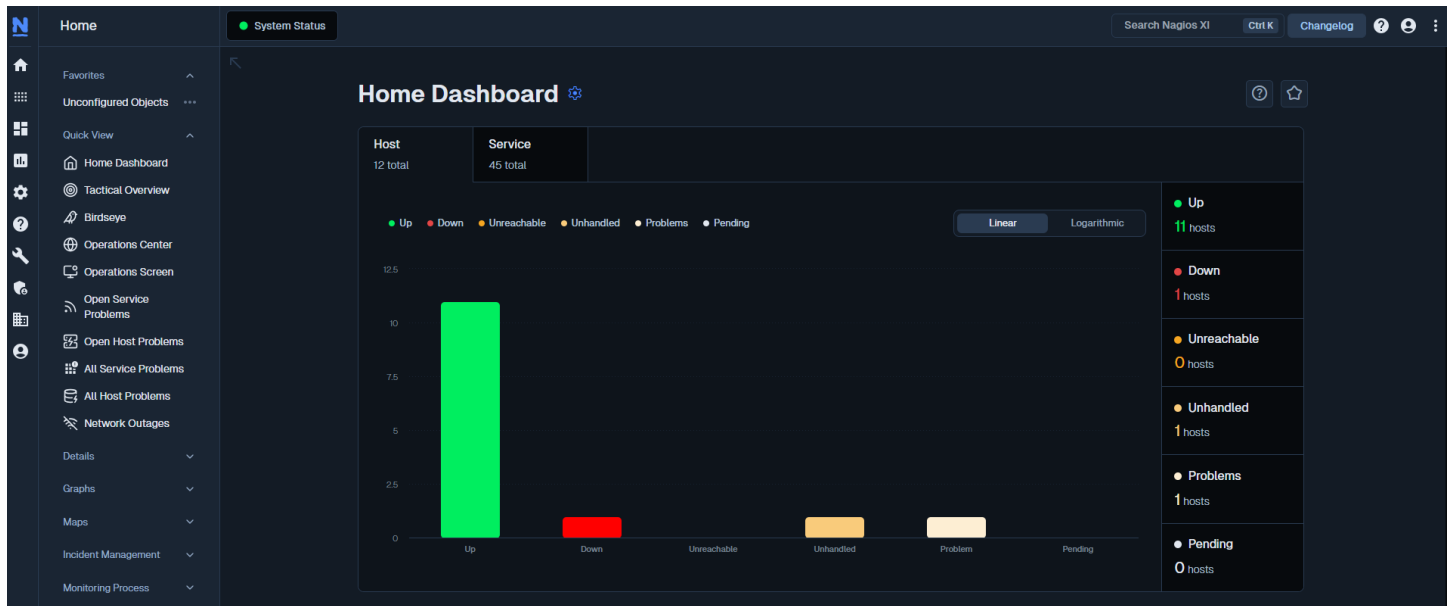 N
Home
System Status
Search Nagios XI
Ctrl K
Changelog
Favorites
Unconfigured Objects
Quick View
Home Dashboard
Tactical Overview
Birdseye
Operations Center
Operations Screen
Open Service
Problems
Open Host Problems
All Service Problems
All Host Problems
Network Outages
Details
Graphs
Maps
Incident Management
Monitoring Process
Home Dashboard
Host
12 total
Service
45 total
Up
Down
Unreachable
Unhandled
Problems
Pending
Linear
Logarithmic
12.5
10
7.5
5
2.5
0
Up
Down
Unreachable
Unhandled
Problem
Pending
Up
11 hosts
Down
1 hosts
Unreachable
0 hosts
Unhandled
1 hosts
Problems
1 hosts
Pending
0 hosts